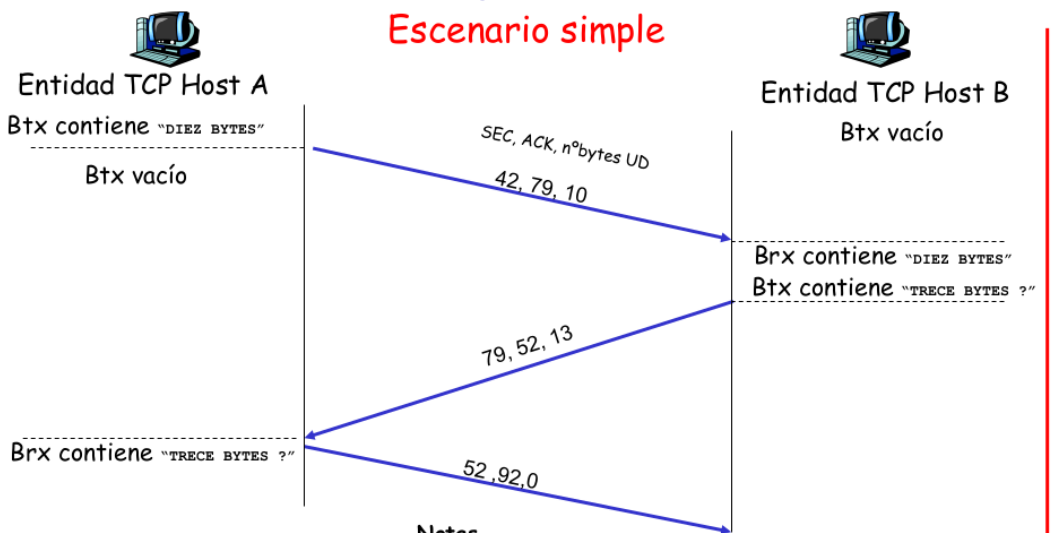 Escenario simple
Entidad TCP Host A
Entidad TCP Host B
Btx contiene "DIEZ BYTES"
Btx vacío
Btx vacío
SEC, ACK, nºbytes UD
42, 79, 10
Brx contiene "DIEZ BYTES"
Btx contiene "TRECE BYTES ?"
79, 52, 13
Brx contiene "TRECE BYTES ?"
52 ,92,0
Notas